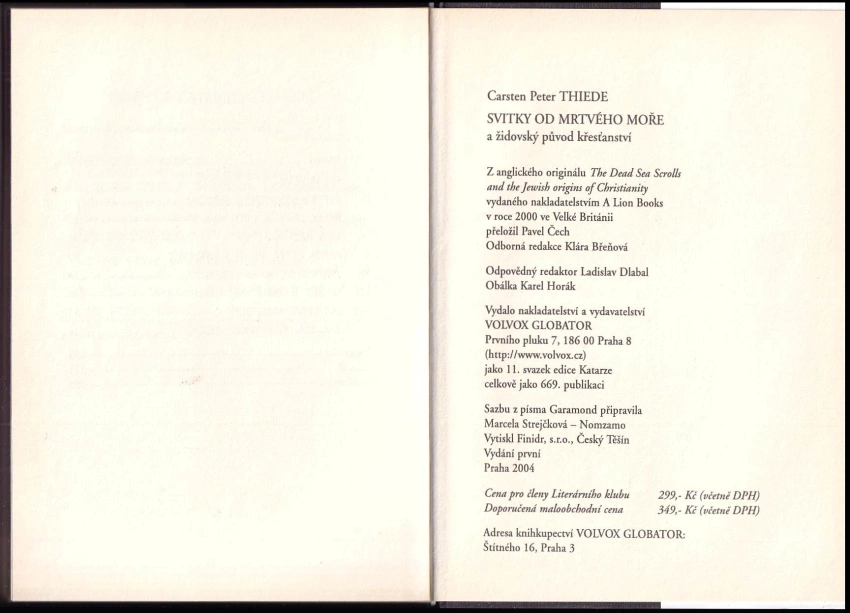 Carsten Peter THIEDE
SVITKY OD MRTVÉHO MOŘE
a židovský původ křesťanství
Z anglického originálu The Dead Sea Scrolls
and the Jewish origins of Christianity
vydaného nakladatelstvím A Lion Books
v roce 2000 ve Velké Británii
přeložil Pavel Čech
Odborná redakce Klára Břeňová
Odpovědný redaktor Ladislav Dlabal
Obálka Karel Horák
Vydalo nakladatelství a vydavatelství
VOLVOX GLOBATOR
Prvního pluku 7, 186 00 Praha 8
(http://www.volvox.cz)
jako 11. svazek edice Katarze
celkově jako 669. publikaci
Sazbu z písma Garamond připravila
Marcela Strejčková – Nomzamo
Vytiskl Finidr, s.r.o., Český Těšín
Vydání první
Praha 2004
Cena pro členy Literárního klubu 299,- Kč (včetně DPH)
Doporučená maloobchodní cena 349,- Kč (včetně DPH)
Adresa knihkupectví VOLVOX GLOBATOR:
Štítného 16, Praha 3